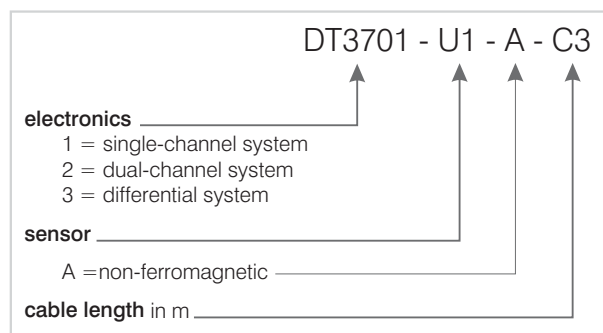 DT3701 - U1 - A - C3
electronics
1 = single-channel system
2 = dual-channel system
3 = differential system
sensor
A =non-ferromagnetic
cable length in m